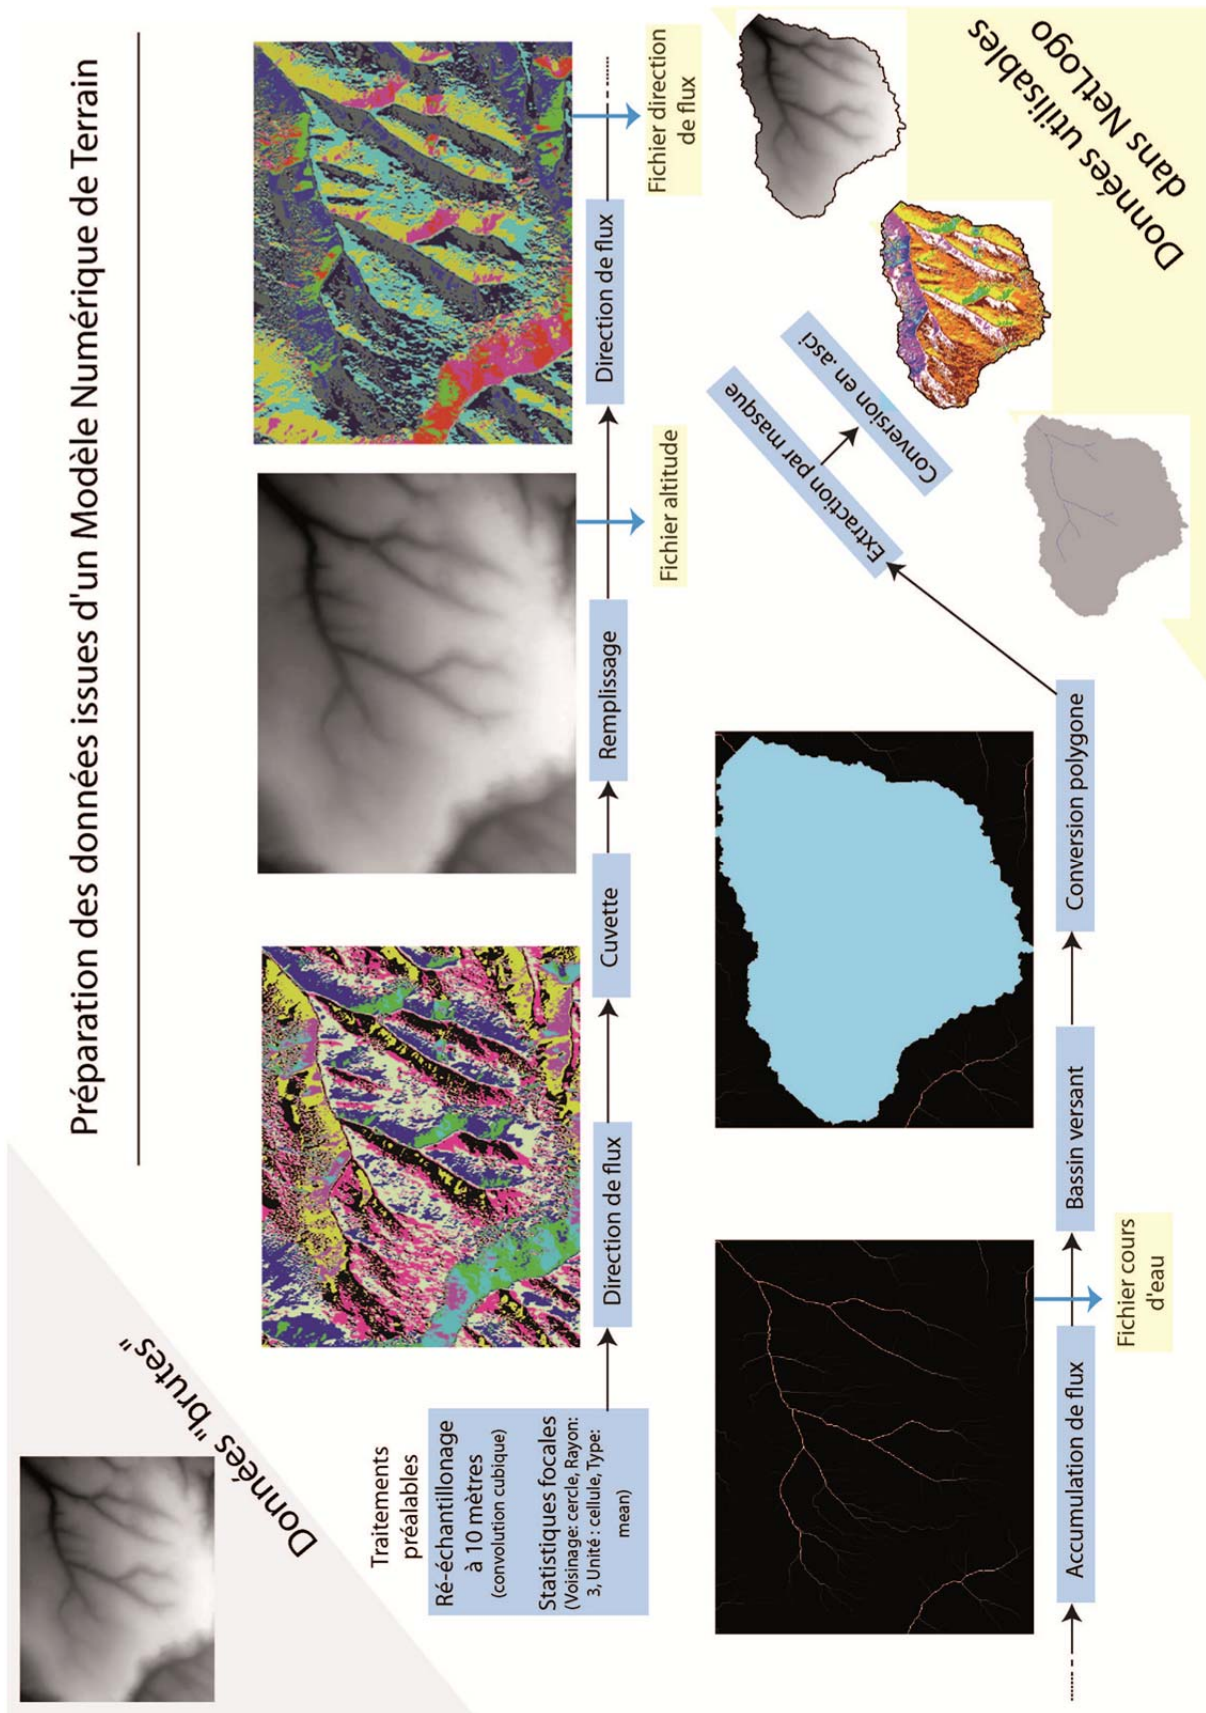 Préparation des données issues d'un Modèle Numérique de Terrain
Données "brutes"
Traitements
préalables
Ré-échantillonage
à 10 mètres
(convolution cubique)
Statistiques focales
(Voisinage: cercle, Rayon:
3, Unité : cellule, Type:
mean)
Direction de flux
Cuvette
Remplissage
Fichier altitude
Direction de flux
Fichier direction
de flux
Accumulation de flux
Fichier cours
d'eau
Bassin versant
Conversion polygone
Extraction par masque
Conversion en .asci
Données utilisables
dans NetLogo